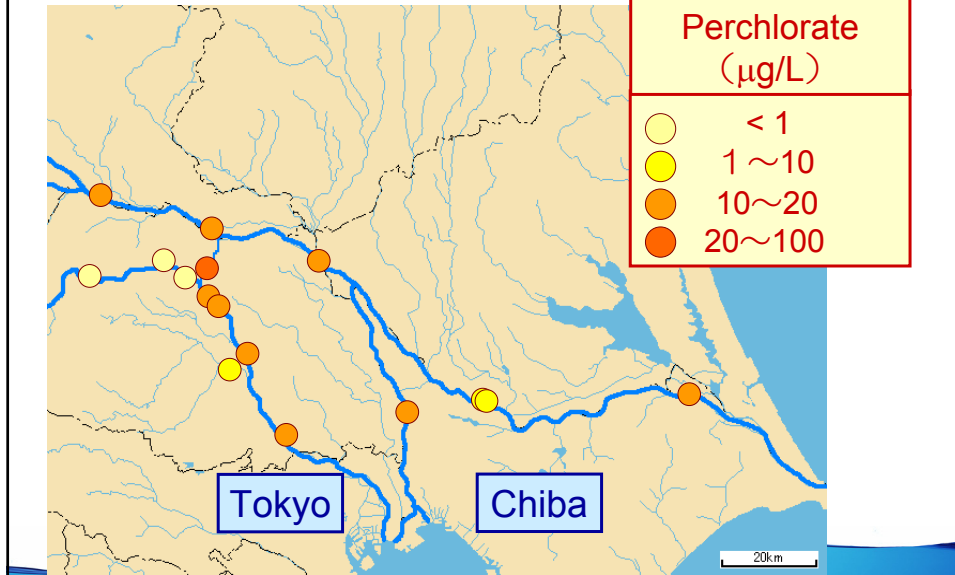 Perchlorate
（μg/L）
< 1
1～10
10～20
20～100
Tokyo
Chiba
20km